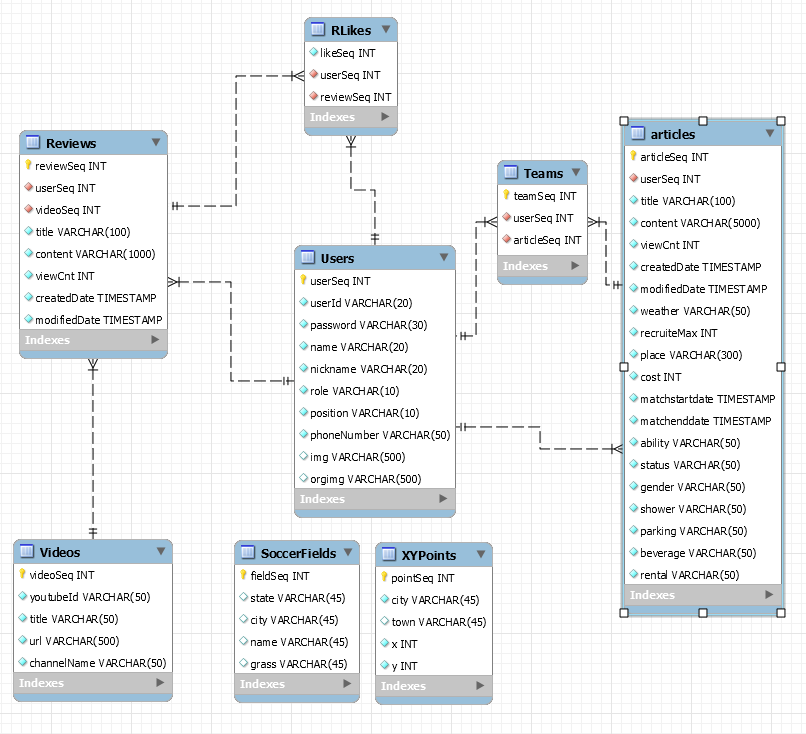 RLikes
likeSeq INT
userSeq INT
reviewSeq INT
Indexes
Reviews
reviewSeq INT
userSeq INT
videoSeq INT
title VARCHAR(100)
content VARCHAR(1000)
viewCnt INT
createdDate TIMESTAMP
modifiedDate TIMESTAMP
Indexes
Teams
teamSeq INT
userSeq INT
articleSeq INT
Indexes
articles
articleSeq INT
userSeq INT
title VARCHAR(100)
content VARCHAR(5000)
viewCnt INT
createdDate TIMESTAMP
modifiedDate TIMESTAMP
weather VARCHAR(50)
recruiteMax INT
place VARCHAR(300)
cost INT
matchstartdate TIMESTAMP
matchenddate TIMESTAMP
ability VARCHAR(50)
status VARCHAR(50)
gender VARCHAR(50)
shower VARCHAR(50)
parking VARCHAR(50)
beverage VARCHAR(50)
rental VARCHAR(50)
Indexes
Users
userSeq INT
userId VARCHAR(20)
password VARCHAR(30)
name VARCHAR(20)
nickname VARCHAR(20)
role VARCHAR(10)
position VARCHAR(10)
phoneNumber VARCHAR(50)
img VARCHAR(500)
orgimg VARCHAR(500)
Indexes
Videos
videoSeq INT
youtubeId VARCHAR(50)
title VARCHAR(50)
url VARCHAR(500)
channelName VARCHAR(50)
Indexes
SoccerFields
fieldSeq INT
state VARCHAR(45)
city VARCHAR(45)
name VARCHAR(45)
grass VARCHAR(45)
Indexes
XYPoints
pointSeq INT
city VARCHAR(45)
town VARCHAR(45)
x INT
y INT
Indexes